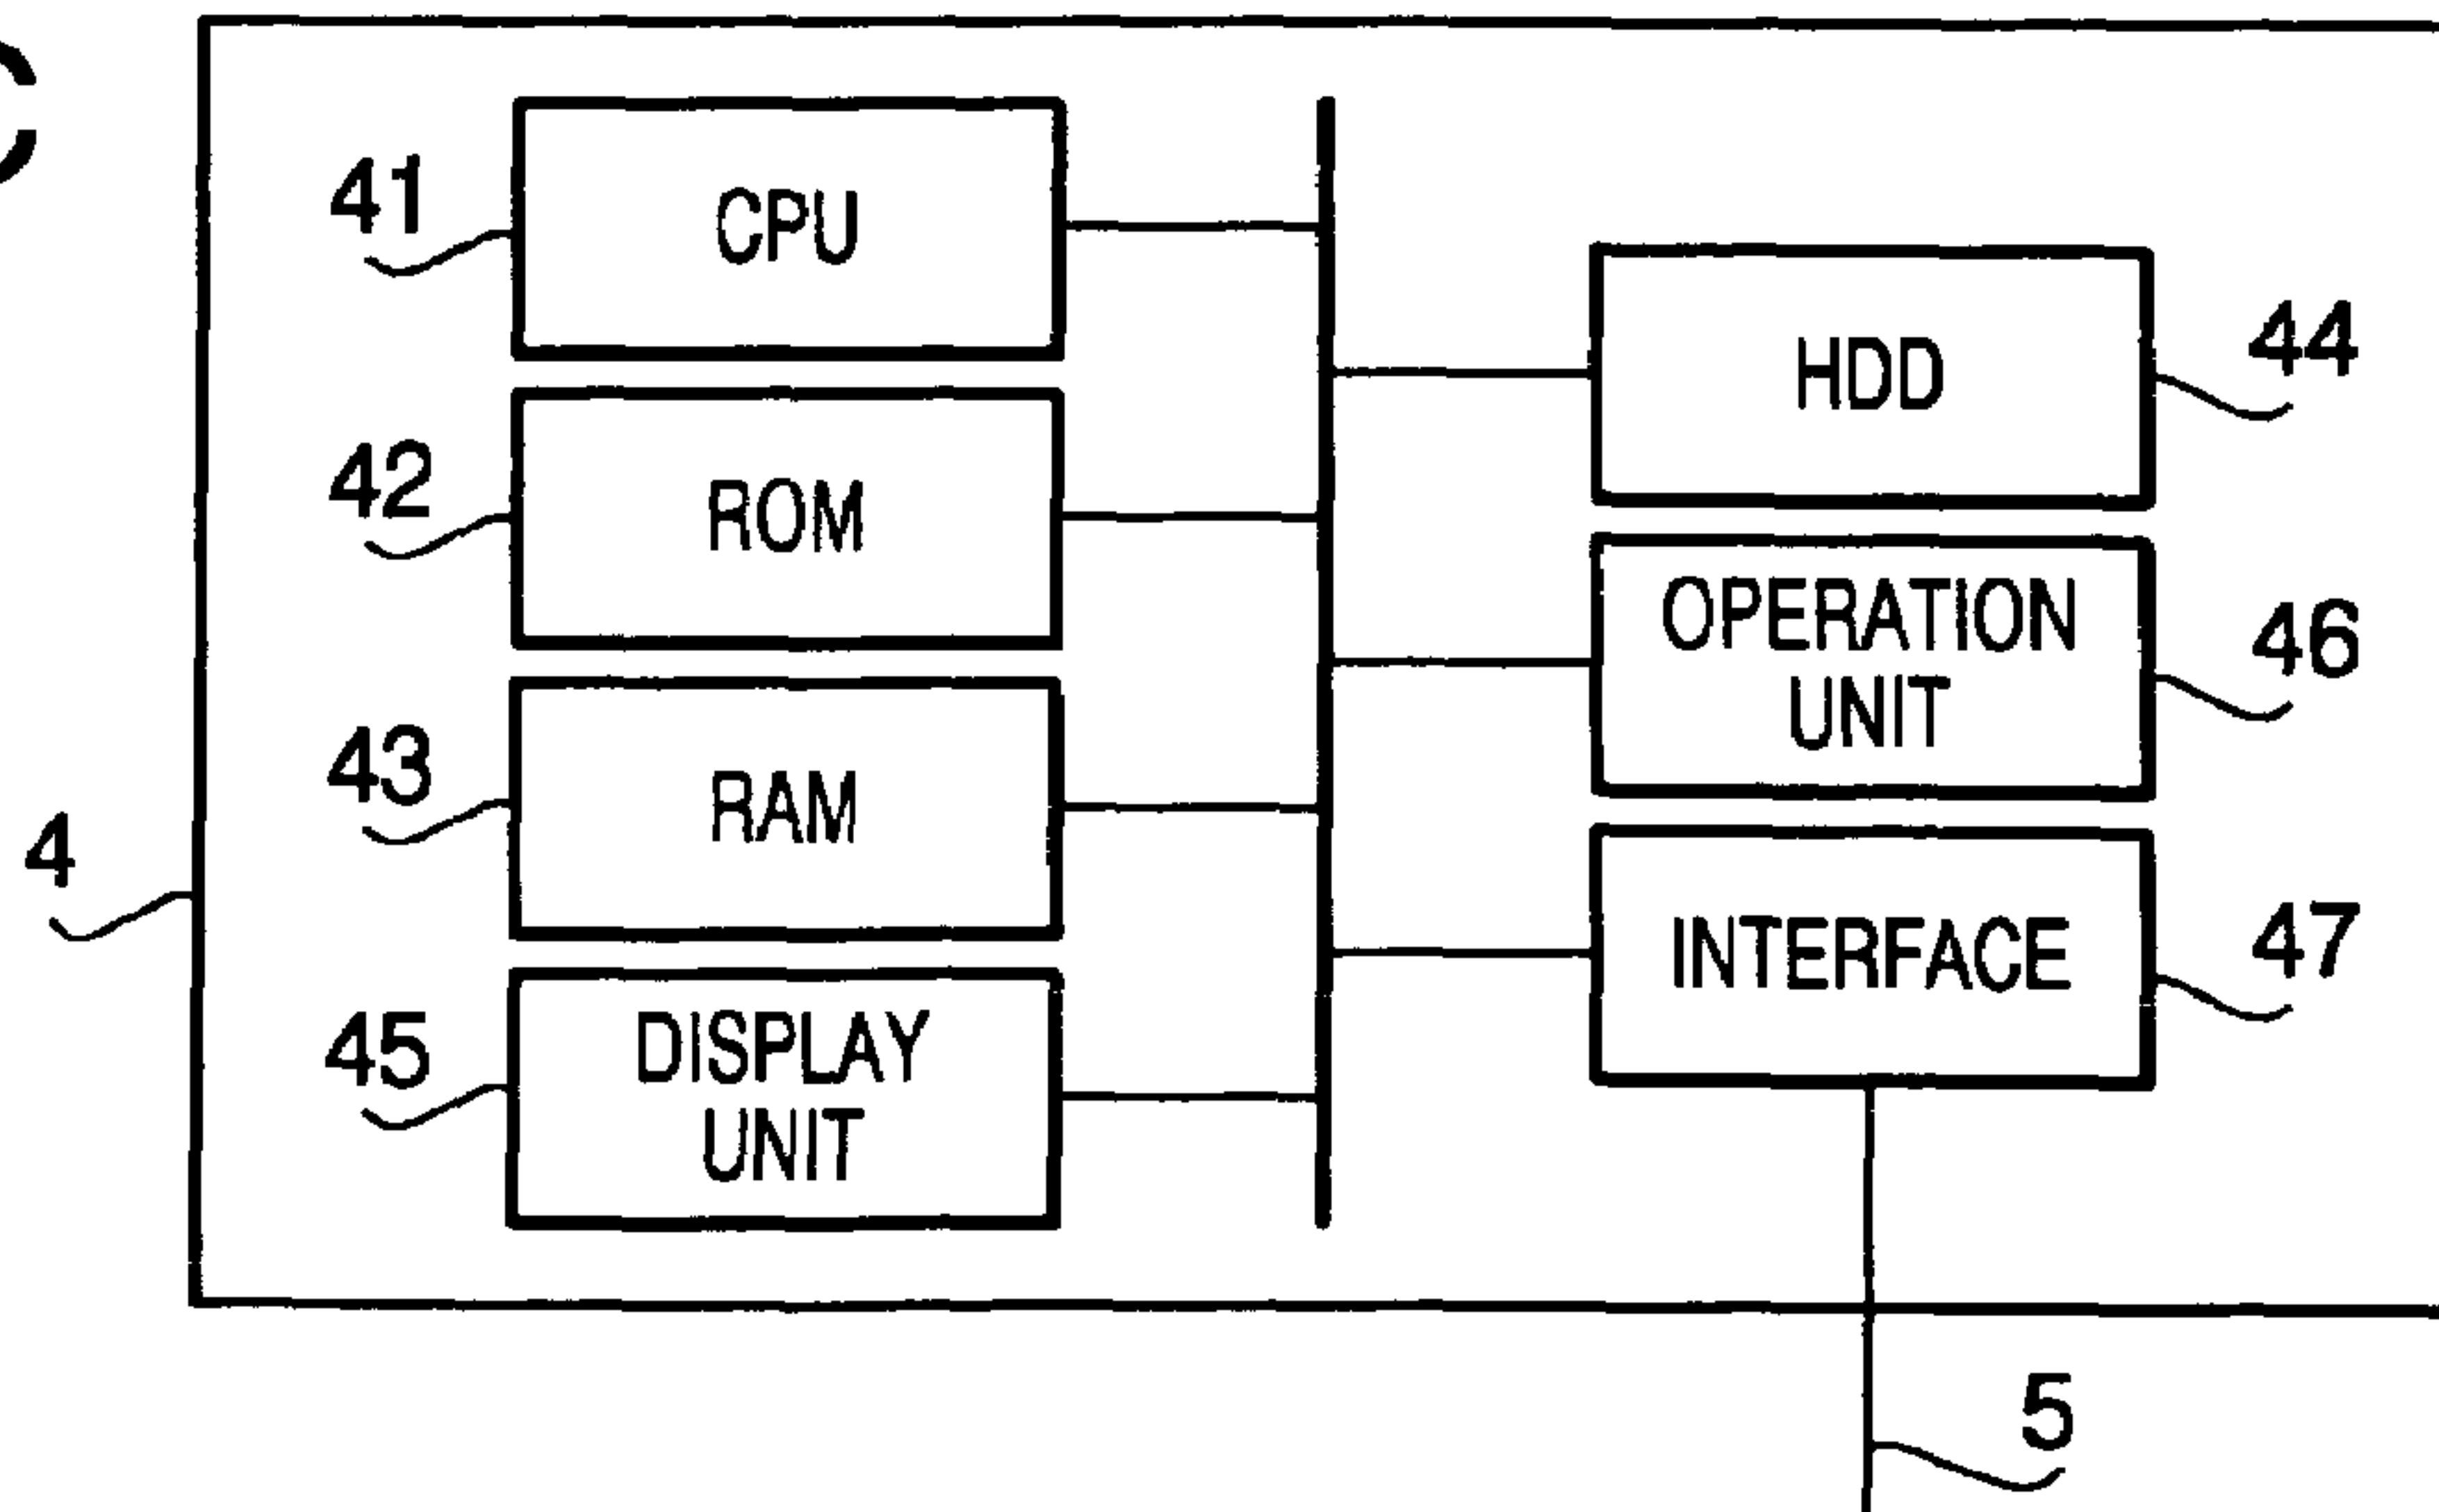 41
CPU
44
HDD
42
ROM
46
OPERATION
UNIT
43
RAM
4
47
INTERFACE
45
DISPLAY
UNIT
5